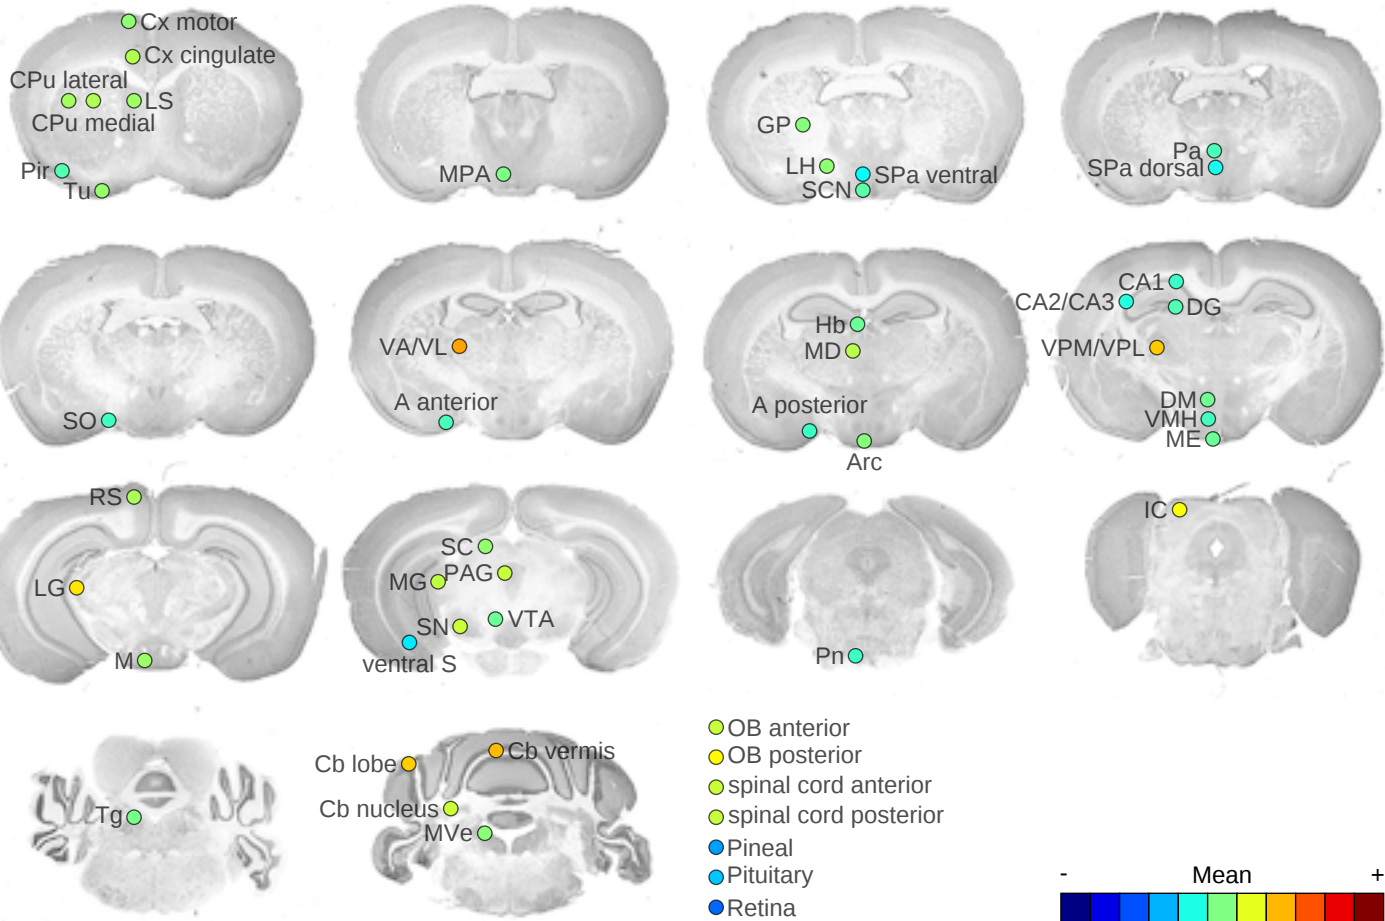 Cx motor
Cx cingulate
CPu lateral
LS
CPu medial
Pir
Tu
MPA
GP
LH
SPa ventral
SCN
Pa
SPa dorsal
SO
VA/VL
A anterior
Hb
MD
A posterior
Arc
CA1
CA2/CA3
DG
VPM/VPL
DM
VMH
ME
RS
LG
M
SC
PAG
MG
SN
VTA
ventral S
Pn
IC
Tg
Cb lobe
Cb vermis
Cb nucleus
MVe
OB anterior
OB posterior
spinal cord anterior
spinal cord posterior
Pineal
Pituitary
Retina
- Mean +